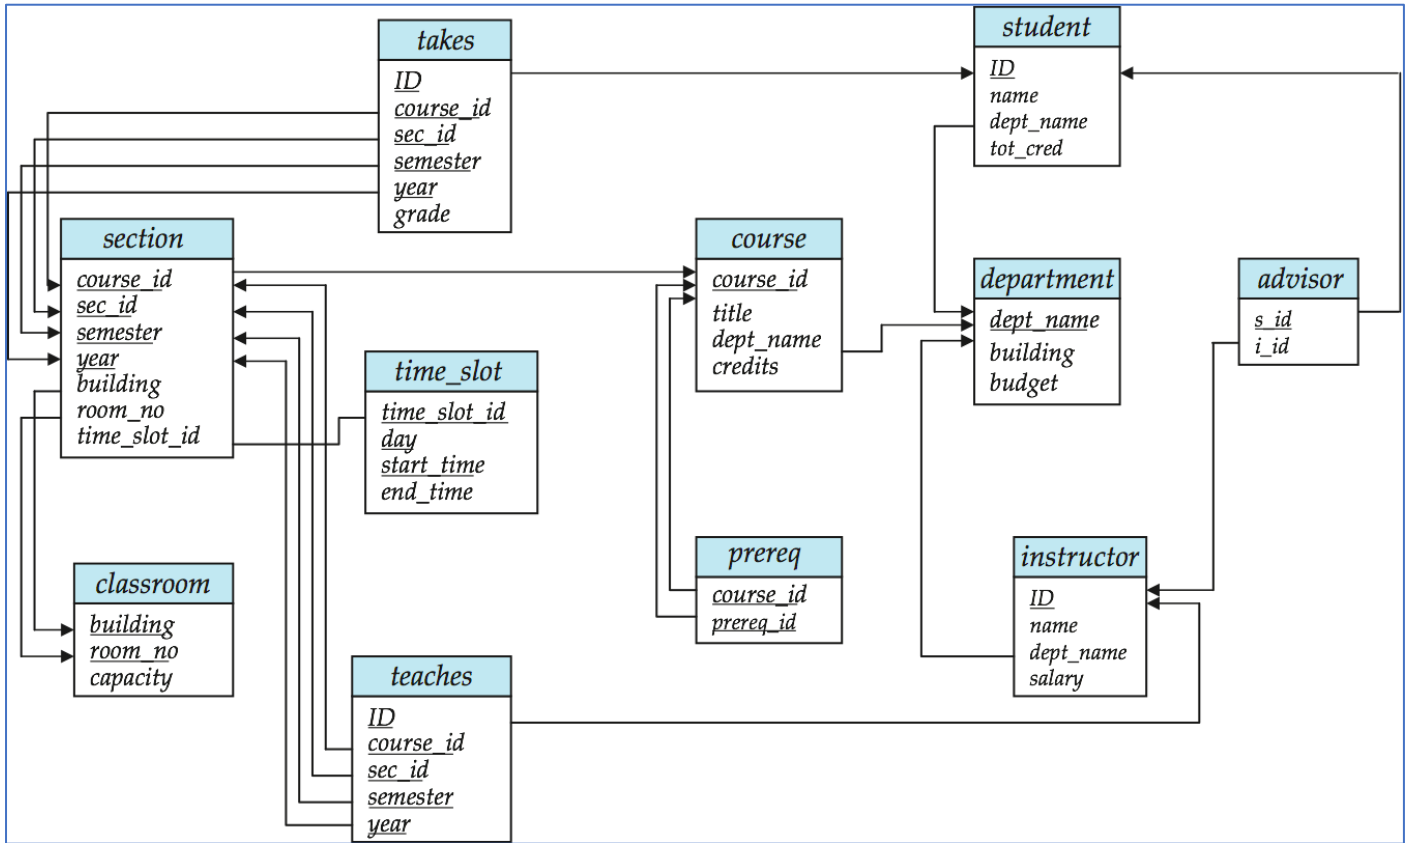 takes
ID
course_id
sec_id
semester
year
grade
student
ID
name
dept_name
tot_cred
section
course_id
sec_id
semester
year
building
room_no
time_slot_id
course
course_id
title
dept_name
credits
department
dept_name
building
budget
advisor
s_id
i_id
time_slot
time_slot_id
day
start_time
end_time
prereq
course_id
prereq_id
instructor
ID
name
dept_name
salary
classroom
building
room_no
capacity
teaches
ID
course_id
sec_id
semester
year